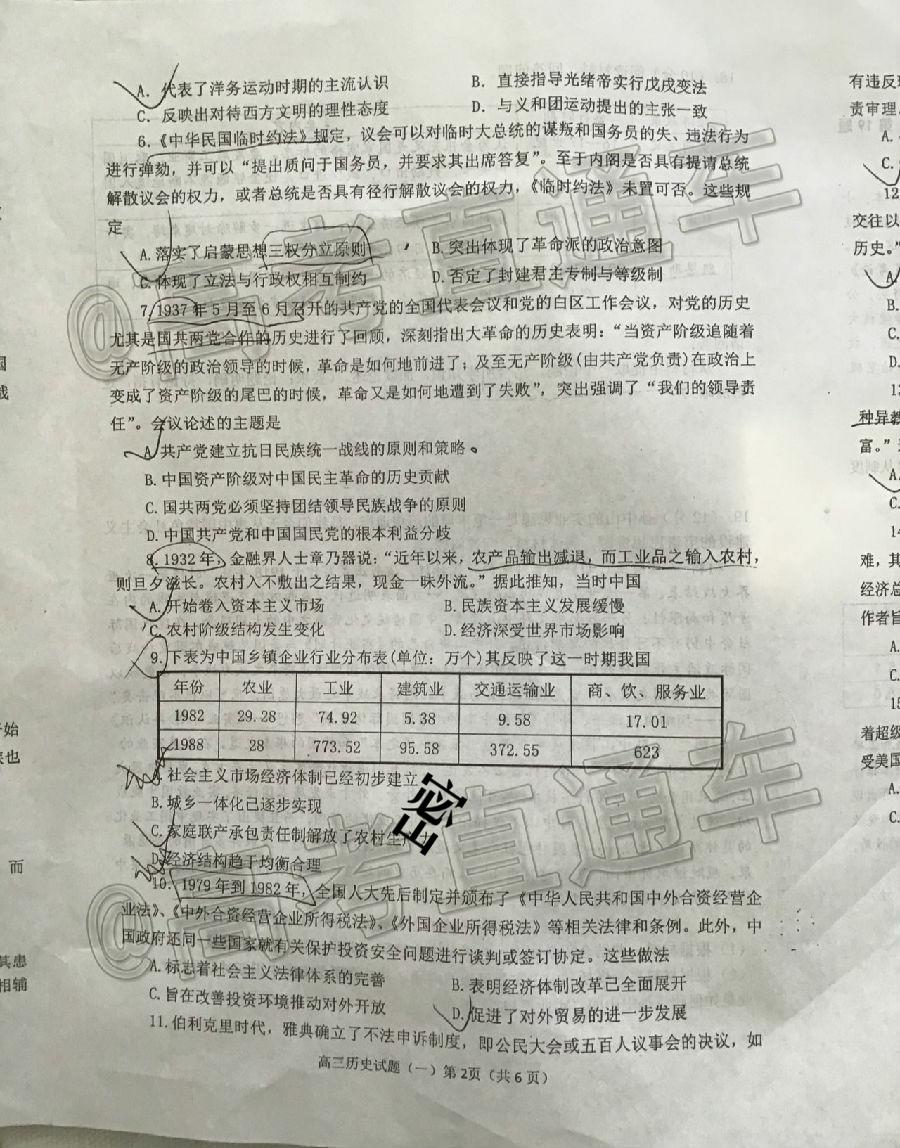 A. 代表了洋务运动时期的主流认识 B. 直接指导光绪帝实行戊戌变法
C. 反映出对待西方文明的理性态度 D. 与义和团运动提出的主张一致
6.《中华民国临时约法》规定，议会可以对临时大总统的谋叛和国务员的失、违法行为
进行弹劾，并可以“提出质问于国务员，并要求其出席答复”。至于内阁是否具有提请总统
解散议会的权力，或者总统是否具有径行解散议会的权力，《临时约法》未置可否。这些规
定
A. 落实了启蒙思想三权分立原则 B. 突出体现了革命派的政治意图
C. 体现了立法与行政权相互制约 D. 否定了封建君主专制与等级制
7. 1937年5月至6月召开的共产党的全国代表会议和党的白区工作会议，对党的历史
尤其是国共两党合作的历史进行了回顾，深刻指出大革命的历史表明：“当资产阶级追随着
无产阶级的政治领导的时候，革命是如何地前进了；及至无产阶级(由共产党负责)在政治上
变成了资产阶级的尾巴的时候，革命又是如何地遭到了失败”，突出强调了“我们的领导责
任”。会议论述的主题是
A. 共产党建立抗日民族统一战线的原则和策略
B. 中国资产阶级对中国民主革命的历史贡献
C. 国共两党必须坚持团结领导民族战争的原则
D. 中国共产党和中国国民党的根本利益分歧
8. 1932年，金融界人士章乃器说：“近年以来，农产品输出减退，而工业品之输入农村，
则旦夕滋长。农村入不敷出之结果，现金一昧外流。”据此推知，当时中国
A. 开始卷入资本主义市场 B. 民族资本主义发展缓慢
C. 农村阶级结构发生变化 D. 经济深受世界市场影响
9. 下表为中国乡镇企业行业分布表(单位：万个)其反映了这一时期我国
年份 农业 工业 建筑业 交通运输业 商、饮、服务业
1982 29.28 74.92 5.38 9.58 17.01
1988 28 773.52 95.58 372.55 623
A. 社会主义市场经济体制已经初步建立
B. 城乡一体化已逐步实现
C. 家庭联产承包责任制解放了农村生产
D. 经济结构趋于均衡合理
10. 1979年到1982年，全国人大先后制定并颁布了《中华人民共和国中外合资经营企
业法》、《中外合资经营企业所得税法》、《外国企业所得税法》等相关法律和条例。此外，中
国政府还同一些国家就有关保护投资安全问题进行谈判或签订协定。这些做法
A. 标志着社会主义法律体系的完善 B. 表明经济体制改革已全面展开
C. 旨在改善投资环境推动对外开放 D. 促进了对外贸易的进一步发展
11. 伯利克里时代，雅典确立了不法申诉制度，即公民大会或五百人议事会的决议，如
高三历史试题（一）第2页（共6页）
@高考直通车
@高考直通车
密出
有违反
责审理
A.
C.
12
交往以
历史。”
A.
B.
C.
D.
13
种异教
富。”
A.
C.
14
难，其
经济总
作者旨
A.
C.
15
着超级
受美国
A.
C.
开始
来也
而
其患
相辅